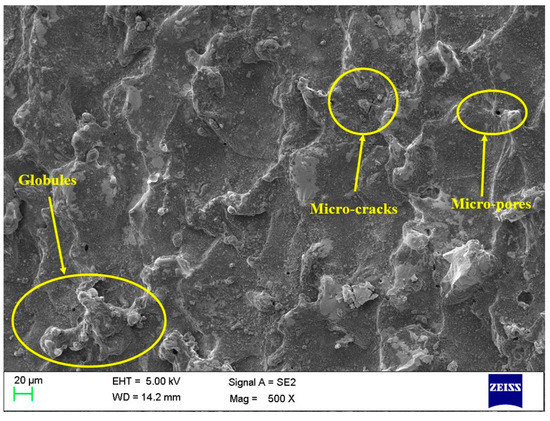 Globules
Micro-cracks
Micro-pores
20 µm
EHT = 5.00 kV
Signal A = SE2
WD = 14.2 mm
Mag = 500 X
ZEISS